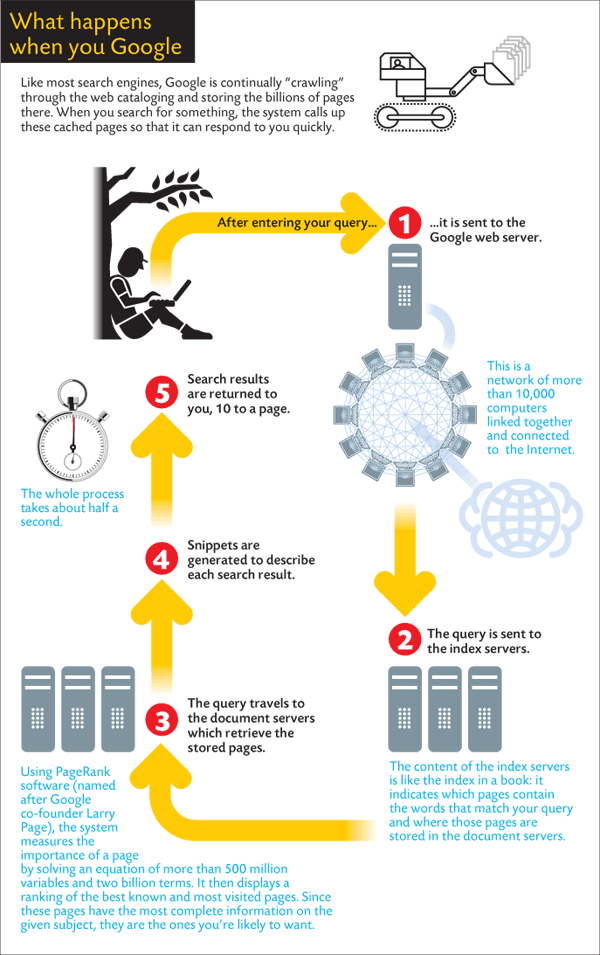 What happens
when you Google
Like most search engines, Google is continually “crawling”
through the web cataloging and storing the billions of pages
there. When you search for something, the system calls up
these cached pages so that it can respond to you quickly.
After entering your query...
1
...it is sent to the
Google web server.
This is a
network of more
than 10,000
computers
linked together
and connected
to the Internet.
2
The query is sent to
the index servers.
The content of the index servers
is like the index in a book: it
indicates which pages contain
the words that match your query
and where those pages are
stored in the document servers.
3
The query travels to
the document servers
which retrieve the
stored pages.
Using PageRank
software (named
after Google
co-founder Larry
Page), the system
measures the
importance of a page
by solving an equation of more than 500 million
variables and two billion terms. It then displays a
ranking of the best known and most visited pages. Since
these pages have the most complete information on the
given subject, they are the ones you’re likely to want.
4
Snippets are
generated to describe
each search result.
5
Search results
are returned to
you, 10 to a page.
The whole process
takes about half a
second.